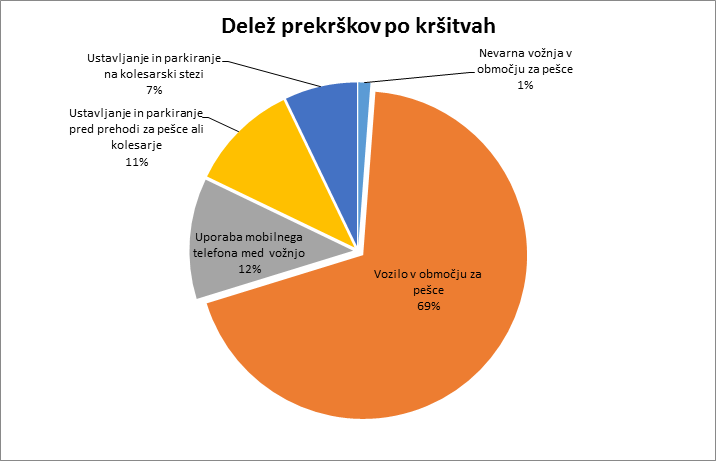 Delež prekrškov po kršitvah
Nevarna vožnja v
območju za pešce
1%
Vozilo v območju za
pešce
69%
Uporaba mobilnega
telefona med vožnjo
12%
Ustavljanje in parkiranje
pred prehodi za pešce ali
kolesarje
11%
Ustavljanje in parkiranje
na kolesarski stezi
7%